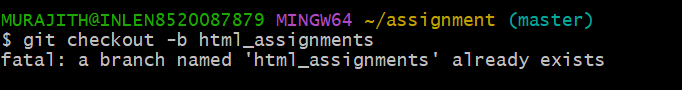 MURAJITH@INLEN8520087879 MINGW64 ~/assignment (master)
$ git checkout -b html_assignments
fatal: a branch named 'html_assignments' already exists